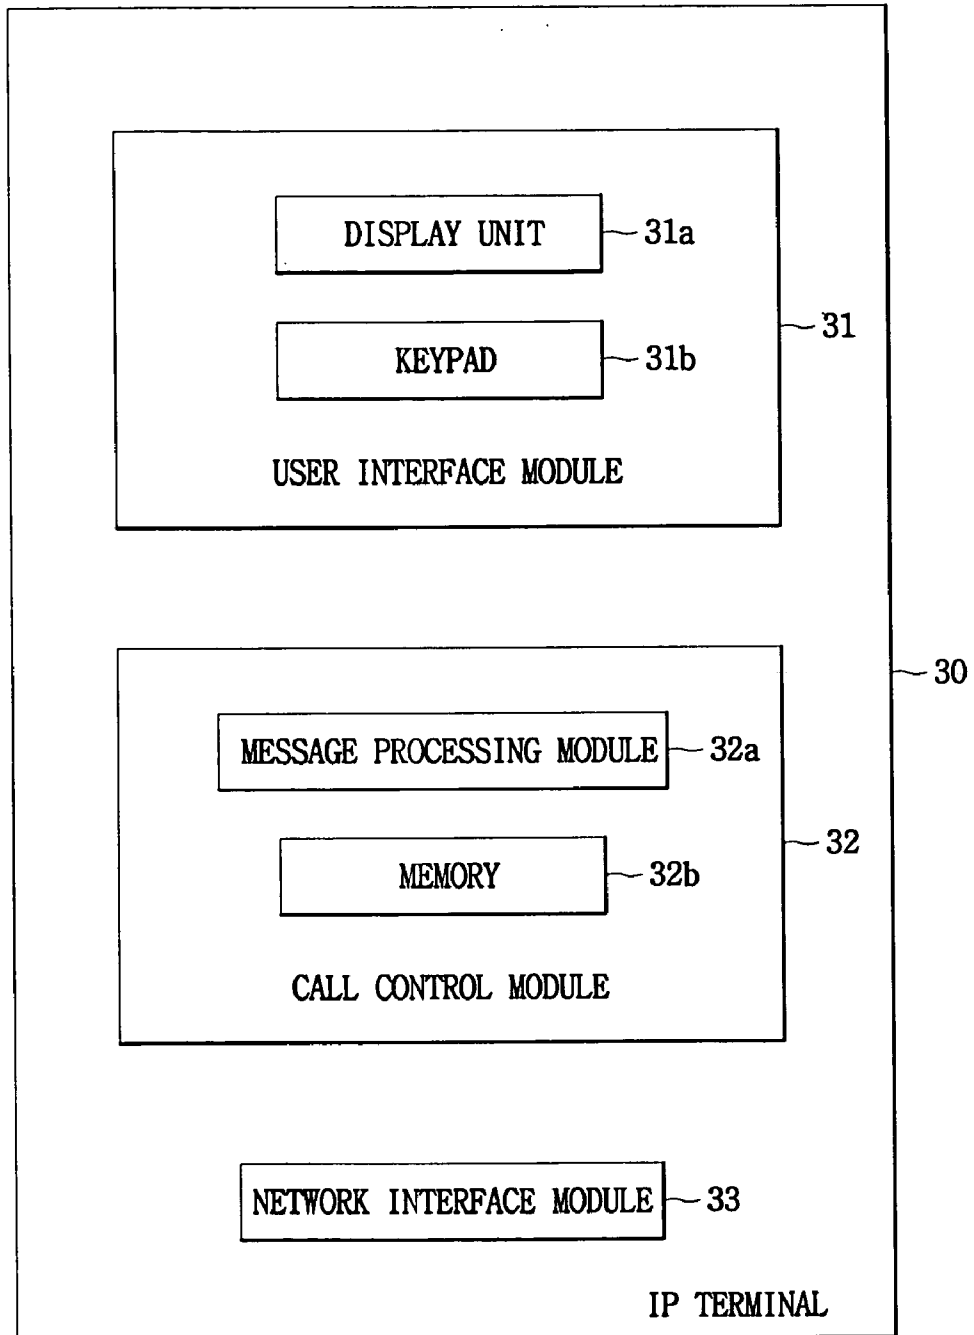 DISPLAY UNIT 31a
31
KEYPAD 31b
USER INTERFACE MODULE
30
MESSAGE PROCESSING MODULE 32a
32
MEMORY 32b
CALL CONTROL MODULE
NETWORK INTERFACE MODULE 33
IP TERMINAL